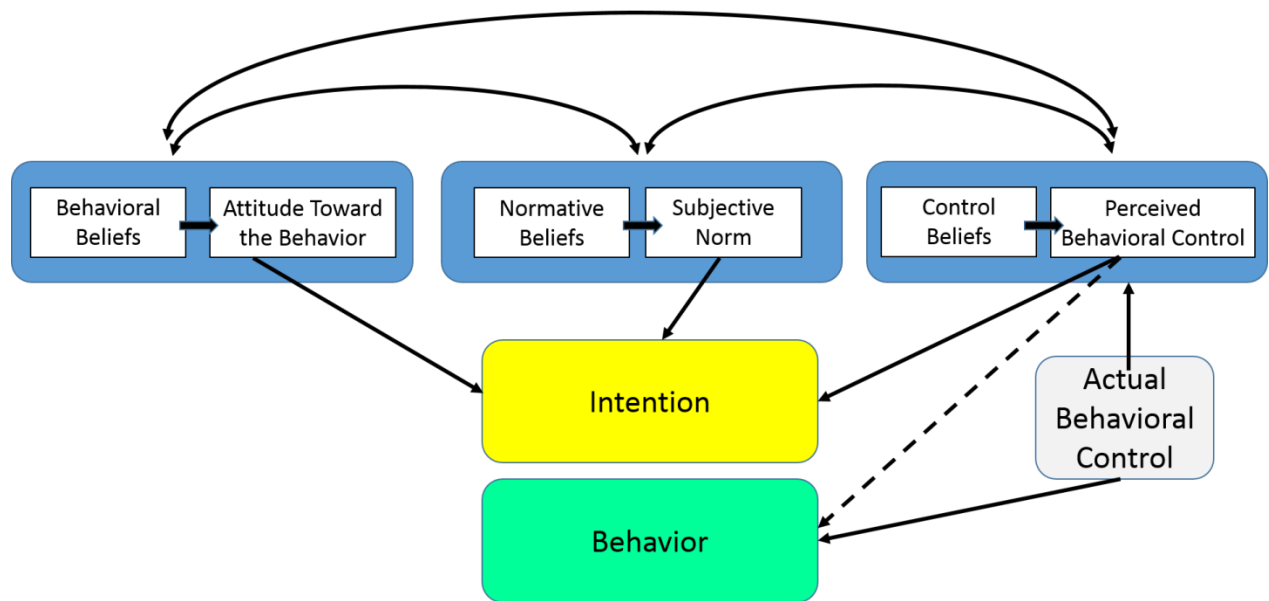 Behavioral
Beliefs
Attitude Toward
the Behavior
Normative
Beliefs
Subjective
Norm
Control
Beliefs
Perceived
Behavioral Control
Intention
Actual
Behavioral
Control
Behavior